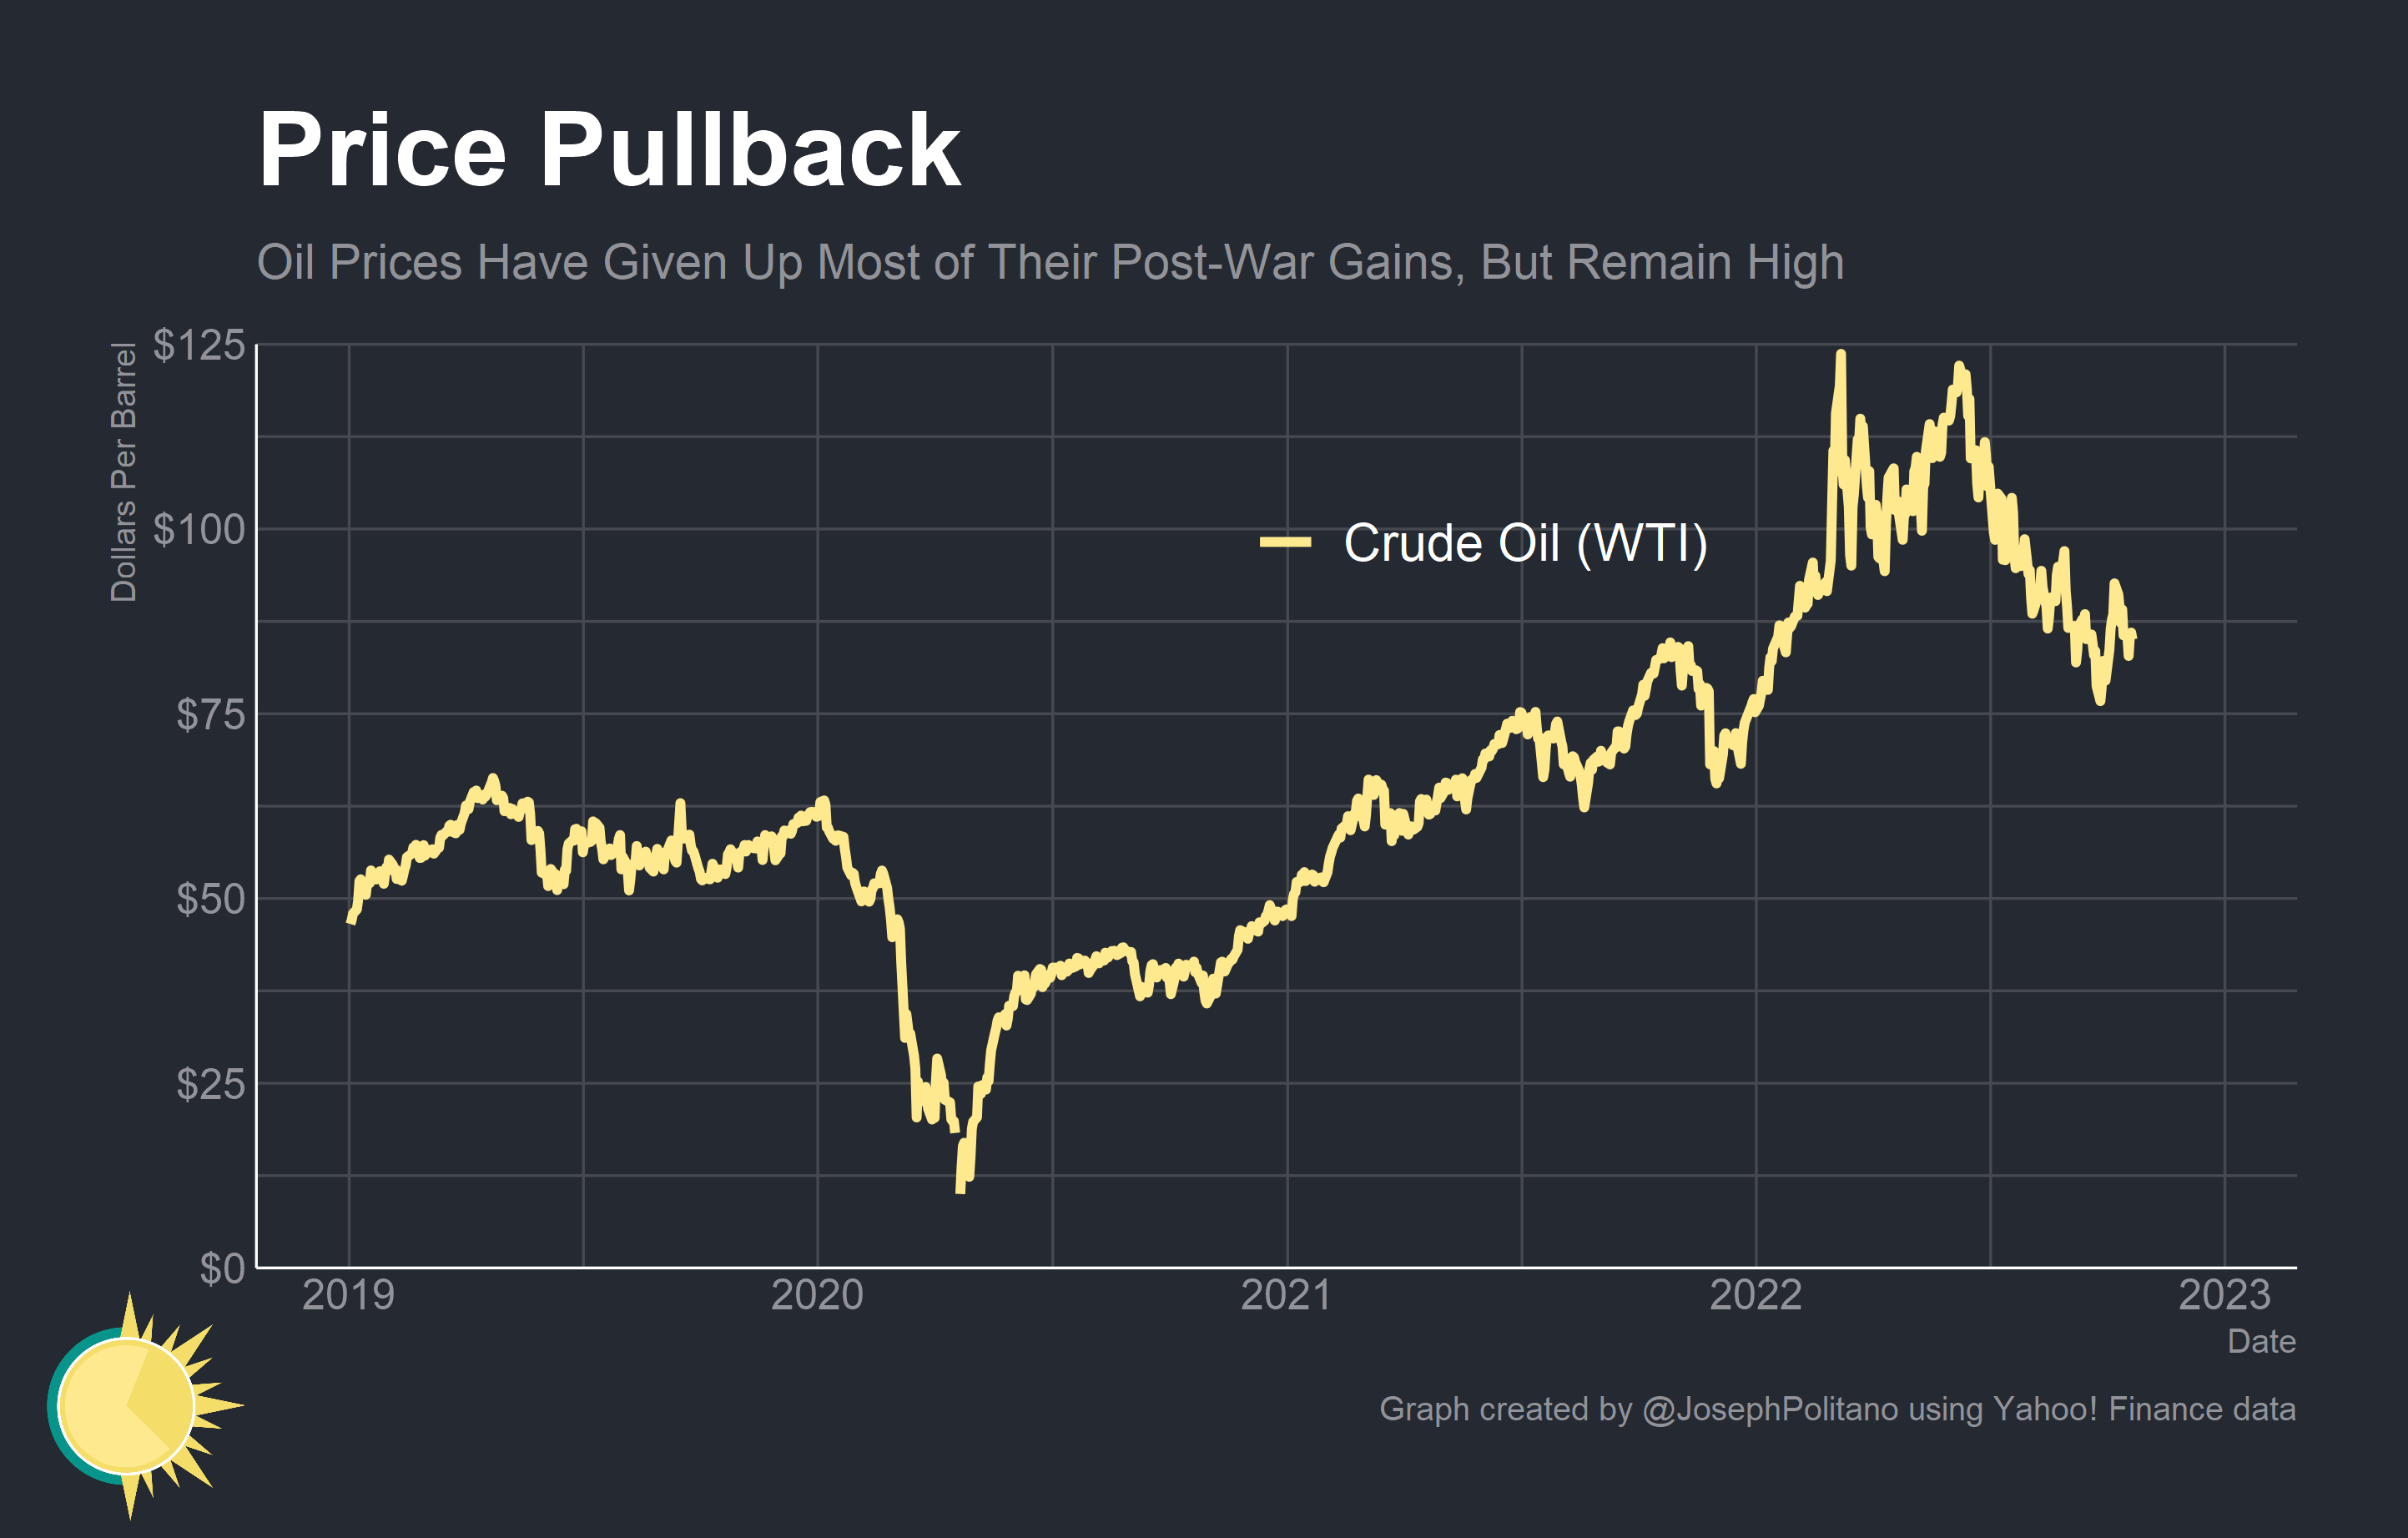 Price Pullback
Oil Prices Have Given Up Most of Their Post-War Gains, But Remain High
Dollars Per Barrel
$125
$100
$75
$50
$25
$0
Crude Oil (WTI)
2019
2020
2021
2022
2023
Date
Graph created by @JosephPolitano using Yahoo! Finance data